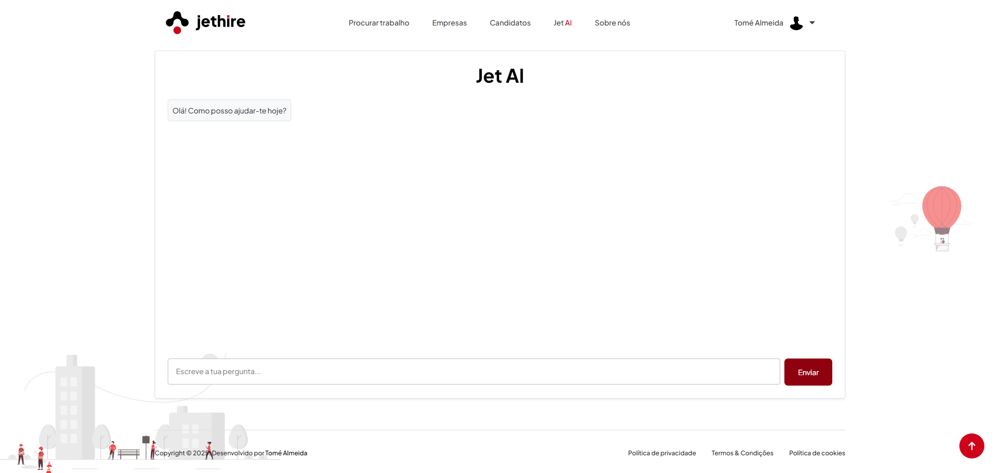 jethire
Procurar trabalho
Empresas
Candidatos
Jet AI
Sobre nós
Tomé Almeida
Jet AI
Olá! Como posso ajudar-te hoje?
Escreve a tua pergunta...
Enviar
Copyright © 2025. Desenvolvido por Tomé Almeida
Política de privacidade
Termos & Condições
Política de cookies